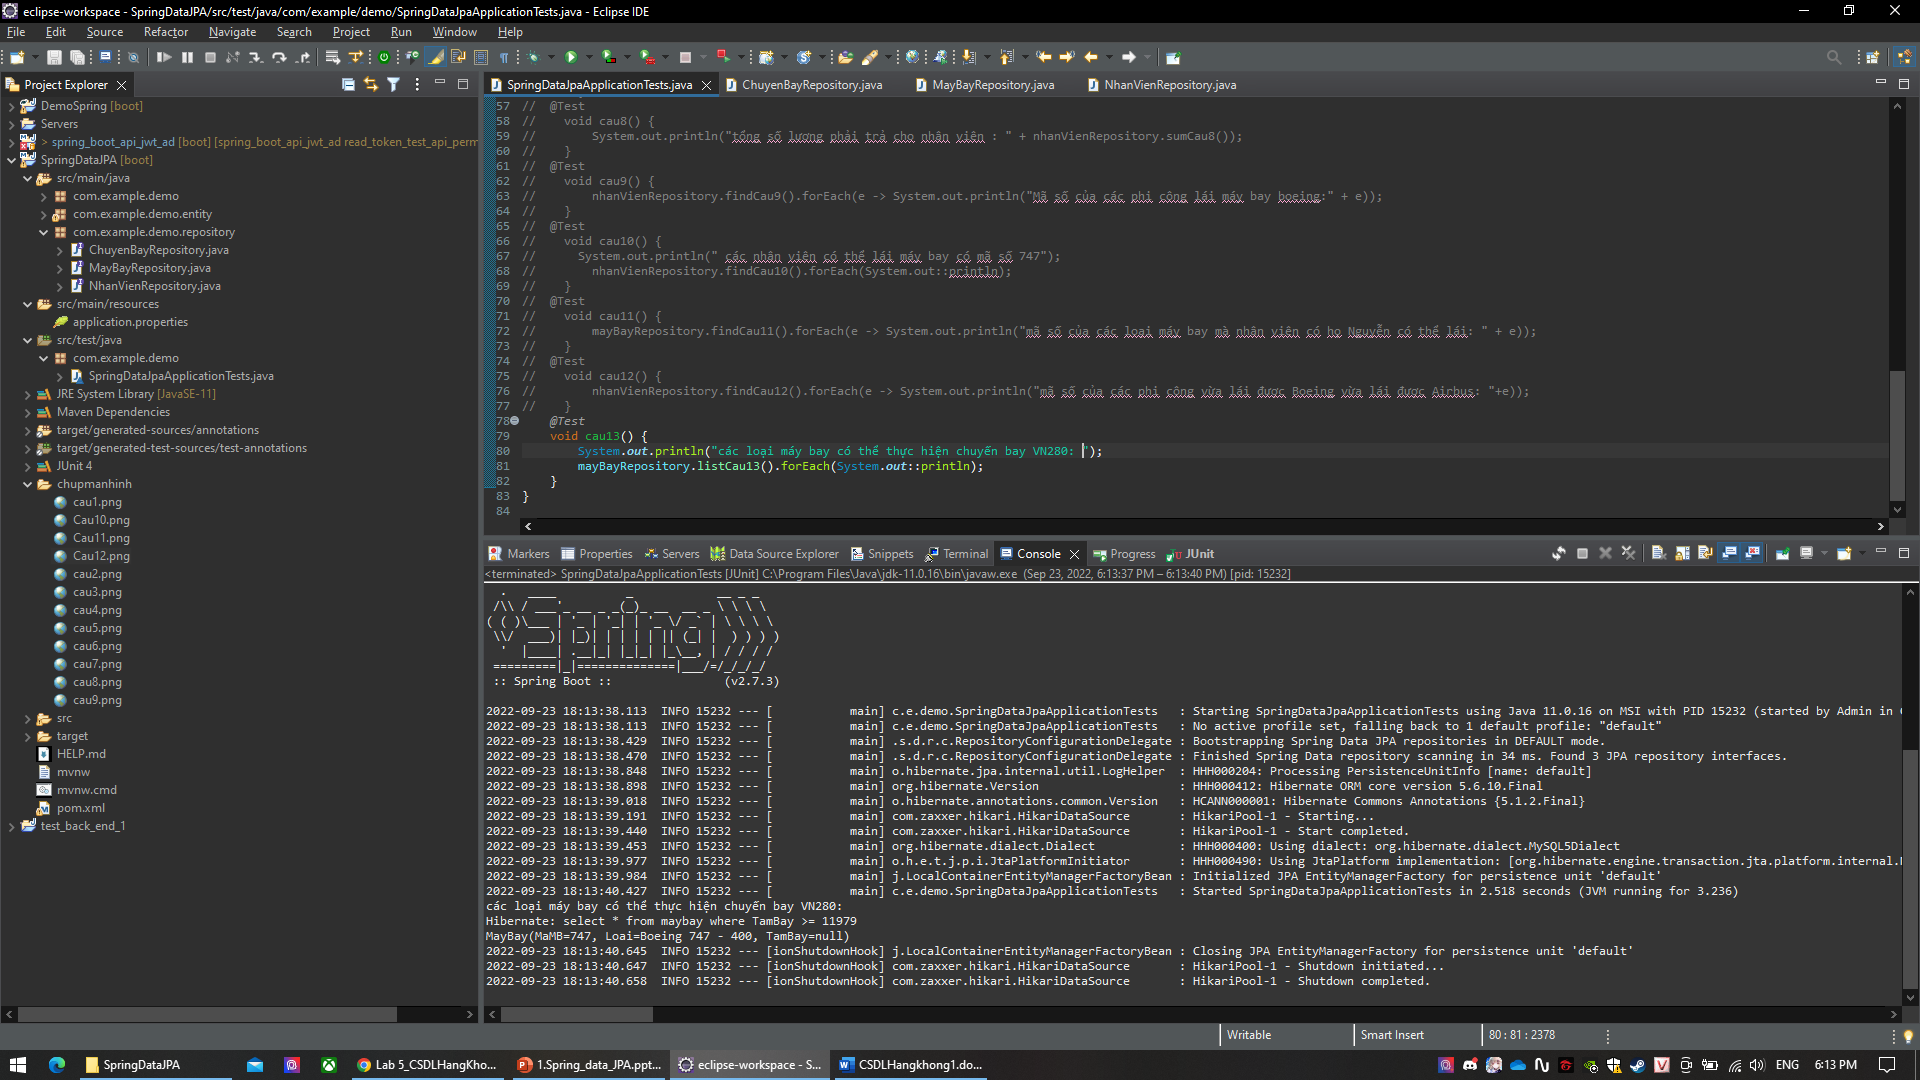 eclipse-workspace - SpringDataJPA/src/test/java/com/example/demo/SpringDataJpaApplicationTests.java - Eclipse IDE
File Edit Source Refactor Navigate Search Project Run Window Help
Project Explorer
DemoSpring [boot]
Servers
> spring_boot_api_jwt_ad [boot] [spring_boot_api_jwt_ad read_token_test_api_perm
SpringDataJPA [boot]
src/main/java
com.example.demo
com.example.demo.entity
com.example.demo.repository
ChuyenBayRepository.java
MayBayRepository.java
NhanVienRepository.java
src/main/resources
application.properties
src/test/java
com.example.demo
SpringDataJpaApplicationTests.java
JRE System Library [JavaSE-11]
Maven Dependencies
target/generated-sources/annotations
target/generated-test-sources/test-annotations
JUnit 4
chupmanhinh
cau1.png
Cau10.png
Cau11.png
Cau12.png
cau2.png
cau3.png
cau4.png
cau5.png
cau6.png
cau7.png
cau8.png
cau9.png
src
target
HELP.md
mvnw
mvnw.cmd
pom.xml
test_back_end_1
SpringDataJpaApplicationTests.java ChuyenBayRepository.java MayBayRepository.java NhanVienRepository.java
57 // @Test
58 // void cau8() {
59 // System.out.println("tổng số lương phải trả cho nhân viên : " + nhanVienRepository.sumCau8());
60 // }
61 // @Test
62 // void cau9() {
63 // nhanVienRepository.findCau9().forEach(e -> System.out.println("Mã số của các phi công lái máy bay boeing:" + e));
64 // }
65 // @Test
66 // void cau10() {
67 // System.out.println(" các nhân viên có thể lái máy bay có mã số 747");
68 // nhanVienRepository.findCau10().forEach(System.out::println);
69 // }
70 // @Test
71 // void cau11() {
72 // mayBayRepository.findCau11().forEach(e -> System.out.println("mã số của các loại máy bay mà nhân viên có họ Nguyễn có thể lái: " + e));
73 // }
74 // @Test
75 // void cau12() {
76 // nhanVienRepository.findCau12().forEach(e -> System.out.println("mã số của các phi công vừa lái được Boeing vừa lái được Airbus: "+e));
77 // }
78 @Test
79 void cau13() {
80 System.out.println("các loại máy bay có thể thực hiện chuyến bay VN280: ");
81 mayBayRepository.listCau13().forEach(System.out::println);
82 }
83 }
84
Markers Properties Servers Data Source Explorer Snippets Terminal Console Progress JUnit
<terminated> SpringDataJpaApplicationTests [JUnit] C:\Program Files\Java\jdk-11.0.16\bin\javaw.exe (Sep 23, 2022, 6:13:37 PM – 6:13:40 PM) [pid: 15232]
Spring
:: Spring Boot :: (v2.7.3)
2022-09-23 18:13:38.113 INFO 15232 --- [ main] c.e.demo.SpringDataJpaApplicationTests : Starting SpringDataJpaApplicationTests using Java 11.0.16 on MSI with PID 15232 (started by Admin in
2022-09-23 18:13:38.113 INFO 15232 --- [ main] c.e.demo.SpringDataJpaApplicationTests : No active profile set, falling back to 1 default profile: "default"
2022-09-23 18:13:38.429 INFO 15232 --- [ main] .s.d.r.c.RepositoryConfigurationDelegate : Bootstrapping Spring Data JPA repositories in DEFAULT mode.
2022-09-23 18:13:38.470 INFO 15232 --- [ main] .s.d.r.c.RepositoryConfigurationDelegate : Finished Spring Data repository scanning in 34 ms. Found 3 JPA repository interfaces.
2022-09-23 18:13:38.848 INFO 15232 --- [ main] o.hibernate.jpa.internal.util.LogHelper : HHH000204: Processing PersistenceUnitInfo [name: default]
2022-09-23 18:13:38.898 INFO 15232 --- [ main] org.hibernate.Version : HHH000412: Hibernate ORM core version 5.6.10.Final
2022-09-23 18:13:39.018 INFO 15232 --- [ main] o.hibernate.annotations.common.Version : HCANN000001: Hibernate Commons Annotations {5.1.2.Final}
2022-09-23 18:13:39.191 INFO 15232 --- [ main] com.zaxxer.hikari.HikariDataSource : HikariPool-1 - Starting...
2022-09-23 18:13:39.440 INFO 15232 --- [ main] com.zaxxer.hikari.HikariDataSource : HikariPool-1 - Start completed.
2022-09-23 18:13:39.453 INFO 15232 --- [ main] org.hibernate.dialect.Dialect : HHH000400: Using dialect: org.hibernate.dialect.MySQL5Dialect
2022-09-23 18:13:39.977 INFO 15232 --- [ main] o.h.e.t.j.p.i.JtaPlatformInitiator : HHH000490: Using JtaPlatform implementation: [org.hibernate.engine.transaction.jta.platform.internal.
2022-09-23 18:13:39.984 INFO 15232 --- [ main] j.LocalContainerEntityManagerFactoryBean : Initialized JPA EntityManagerFactory for persistence unit 'default'
2022-09-23 18:13:40.427 INFO 15232 --- [ main] c.e.demo.SpringDataJpaApplicationTests : Started SpringDataJpaApplicationTests in 2.518 seconds (JVM running for 3.236)
các loại máy bay có thể thực hiện chuyến bay VN280:
Hibernate: select * from maybay where TamBay >= 11979
MayBay(MaMB=747, Loai=Boeing 747 - 400, TamBay=null)
2022-09-23 18:13:40.645 INFO 15232 --- [ionShutdownHook] j.LocalContainerEntityManagerFactoryBean : Closing JPA EntityManagerFactory for persistence unit 'default'
2022-09-23 18:13:40.647 INFO 15232 --- [ionShutdownHook] com.zaxxer.hikari.HikariDataSource : HikariPool-1 - Shutdown initiated...
2022-09-23 18:13:40.658 INFO 15232 --- [ionShutdownHook] com.zaxxer.hikari.HikariDataSource : HikariPool-1 - Shutdown completed.
Writable Smart Insert 80 : 81 : 2378
SpringDataJPA Lab 5_CSDLHangKho... 1.Spring_data_JPA.ppt... eclipse-workspace - S... CSDLHangkhong1.do... ENG 6:13 PM